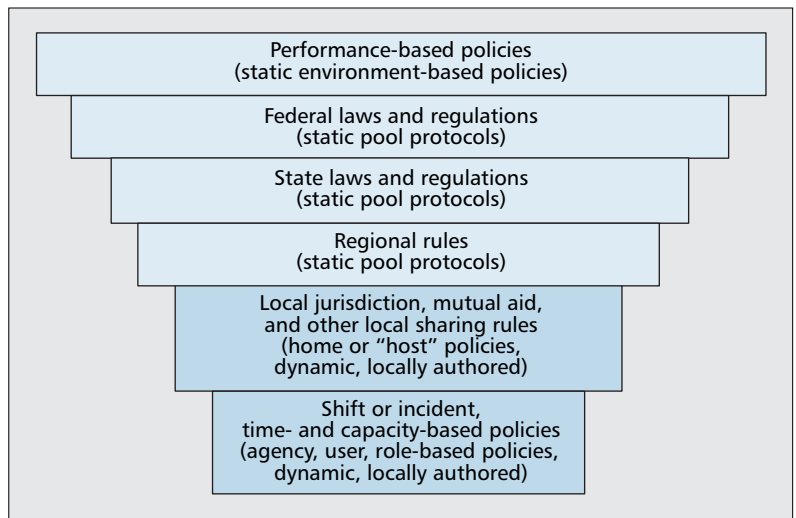 Performance-based policies
(static environment-based policies)
Federal laws and regulations
(static pool protocols)
State laws and regulations
(static pool protocols)
Regional rules
(static pool protocols)
Local jurisdiction, mutual aid,
and other local sharing rules
(home or “host” policies,
dynamic, locally authored)
Shift or incident,
time- and capacity-based policies
(agency, user, role-based policies,
dynamic, locally authored)